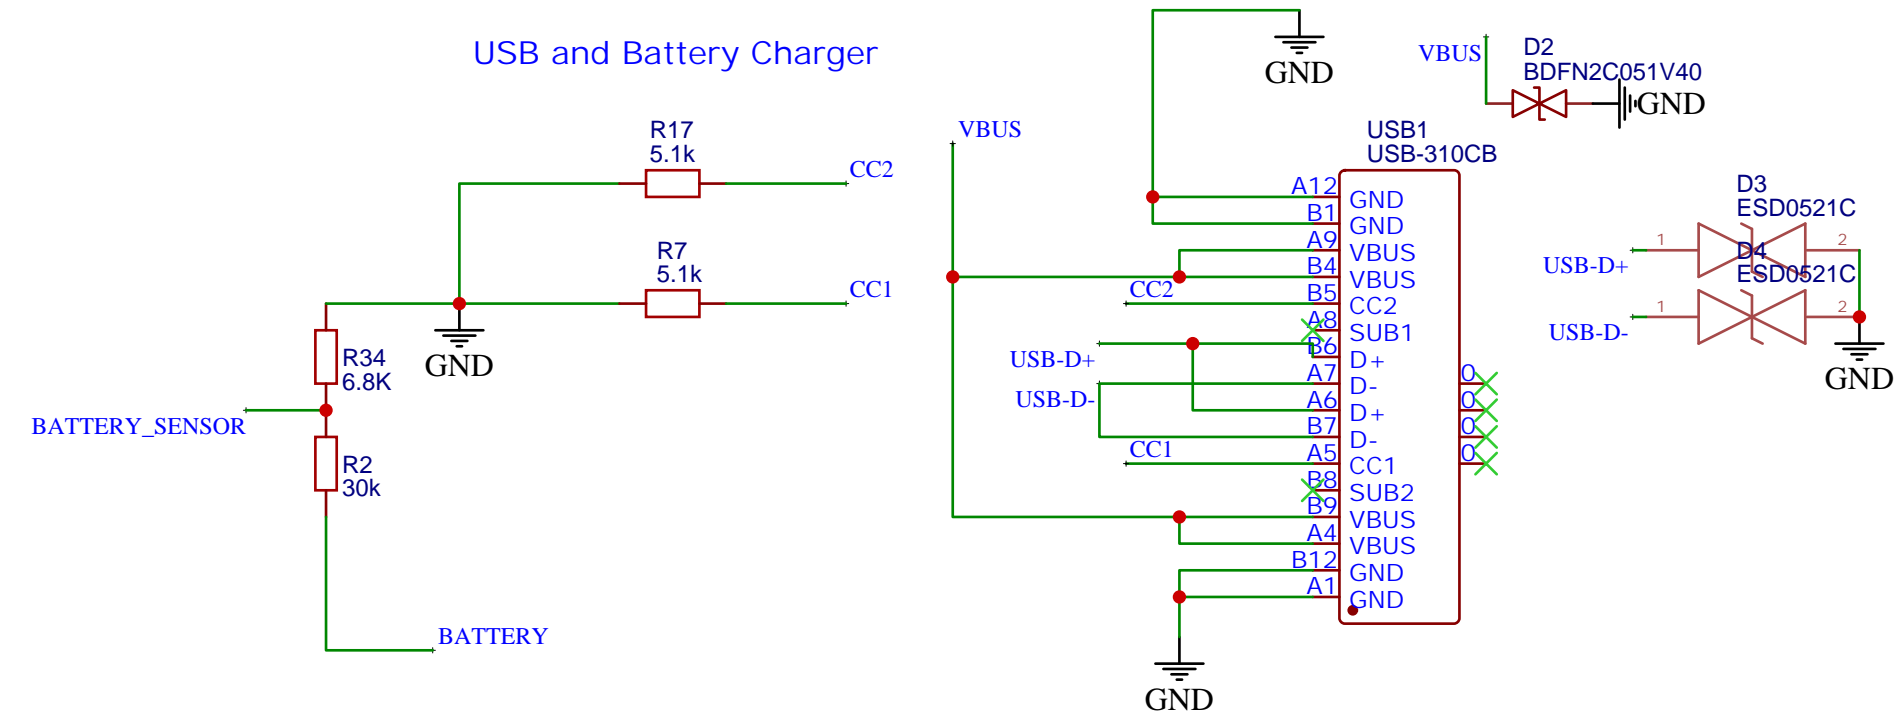 USB and Battery Charger
R17
5.1k
CC2
R7
5.1k
CC1
GND
R34
6.8K
BATTERY_SENSOR
R2
30k
BATTERY
VBUS
GND
VBUS
D2
BDFN2C051V40
GND
USB1
USB-310CB
A12 GND
B1 GND
A9 VBUS
B4 VBUS
CC2 B5 CC2
A8 SUB1
USB-D+ B6 D+
A7 D-
USB-D- A6 D+
B7 D-
CC1 A5 CC1
B8 SUB2
B9 VBUS
A4 VBUS
B12 GND
A1 GND
0
0
0
0
GND
D3
ESD0521C
USB-D+ 1 2
D4
ESD0521C
USB-D- 1 2
GND